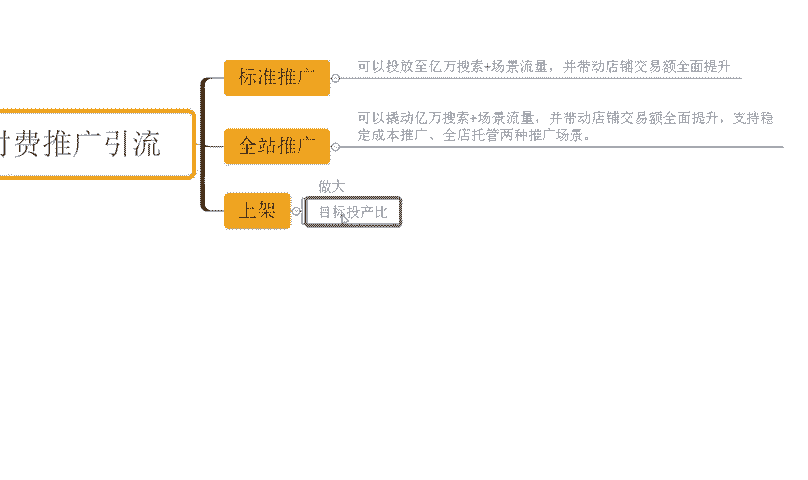 付费推广引流
标准推广
可以投放至亿万搜索+场景流量，并带动店铺交易额全面提升
全站推广
可以撬动亿万搜索+场景流量，并带动店铺交易额全面提升，支持稳
定成本推广、全店托管两种推广场景。
上架
做大
目标投产比